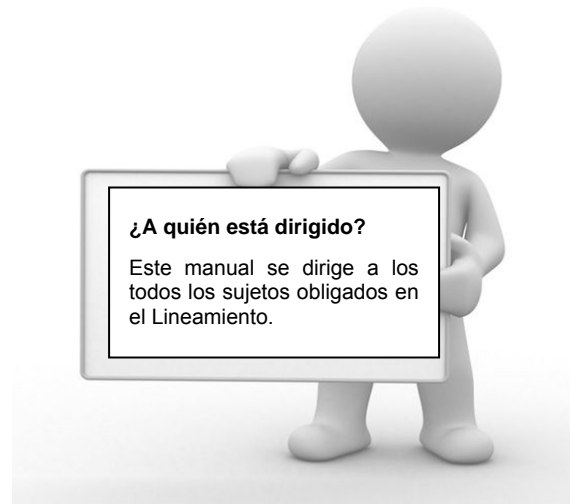 ¿A quién está dirigido?
Este manual se dirige a los
todos los sujetos obligados en
el Lineamiento.